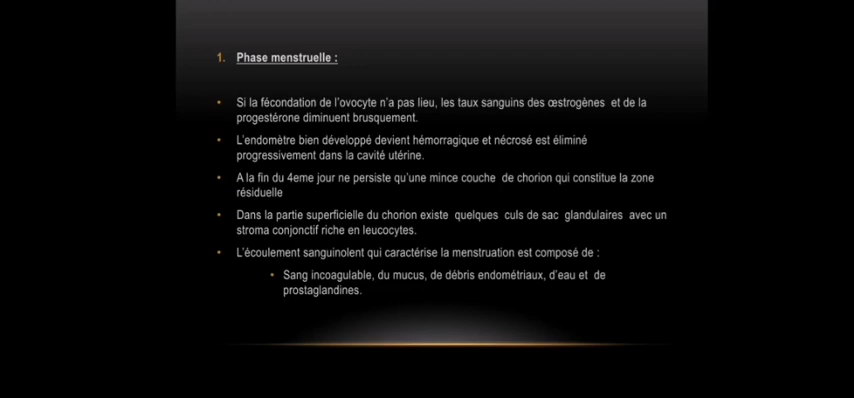 1. Phase menstruelle :
• Si la fécondation de l'ovocyte n'a pas lieu, les taux sanguins des œstrogènes et de la
progestérone diminuent brusquement.
• L'endomètre bien développé devient hémorragique et nécrosé est éliminé
progressivement dans la cavité utérine.
• A la fin du 4eme jour ne persiste qu'une mince couche de chorion qui constitue la zone
résiduelle
• Dans la partie superficielle du chorion existe quelques culs de sac glandulaires avec un
stroma conjonctif riche en leucocytes.
• L'écoulement sanguinolent qui caractérise la menstruation est composé de :
• Sang incoagulable, du mucus, de débris endométriaux, d'eau et de
prostaglandines.